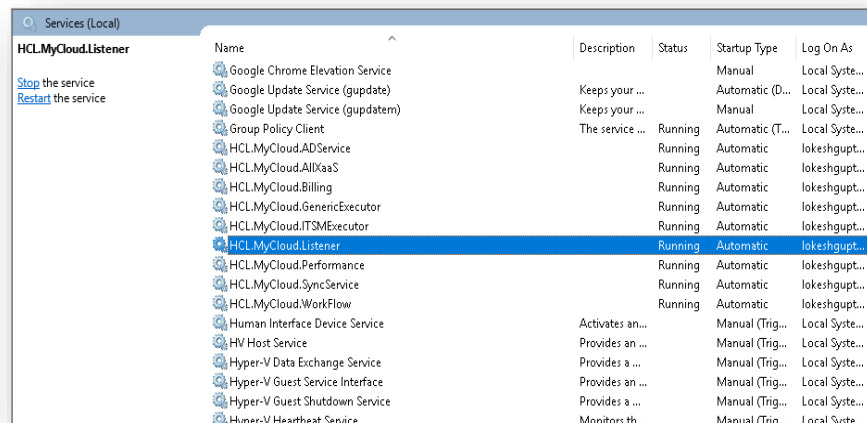 Services (Local)
HCL.MyCloud.Listener
Stop the service
Restart the service
Name Description Status Startup Type Log On As
Google Chrome Elevation Service Manual Local Syste...
Google Update Service (gupdate) Keeps your ... Automatic (D... Local Syste...
Google Update Service (gupdatem) Keeps your ... Manual Local Syste...
Group Policy Client The service ... Running Automatic (T... Local Syste...
HCL.MyCloud.ADService Running Automatic lokeshgupt...
HCL.MyCloud.AllXaaS Running Automatic lokeshgupt...
HCL.MyCloud.Billing Running Automatic lokeshgupt...
HCL.MyCloud.GenericExecutor Running Automatic lokeshgupt...
HCL.MyCloud.ITSMExecutor Running Automatic lokeshgupt...
HCL.MyCloud.Listener Running Automatic lokeshgupt...
HCL.MyCloud.Performance Running Automatic lokeshgupt...
HCL.MyCloud.SyncService Running Automatic lokeshgupt...
HCL.MyCloud.WorkFlow Running Automatic lokeshgupt...
Human Interface Device Service Activates an... Manual (Trig... Local Syste...
HV Host Service Provides an ... Manual (Trig... Local Syste...
Hyper-V Data Exchange Service Provides a ... Manual (Trig... Local Syste...
Hyper-V Guest Service Interface Provides an ... Manual (Trig... Local Syste...
Hyper-V Guest Shutdown Service Provides a ... Manual (Trig... Local Syste...
Hyper-V Heartbeat Service Monitors th... Manual (Trig... Local Syste...